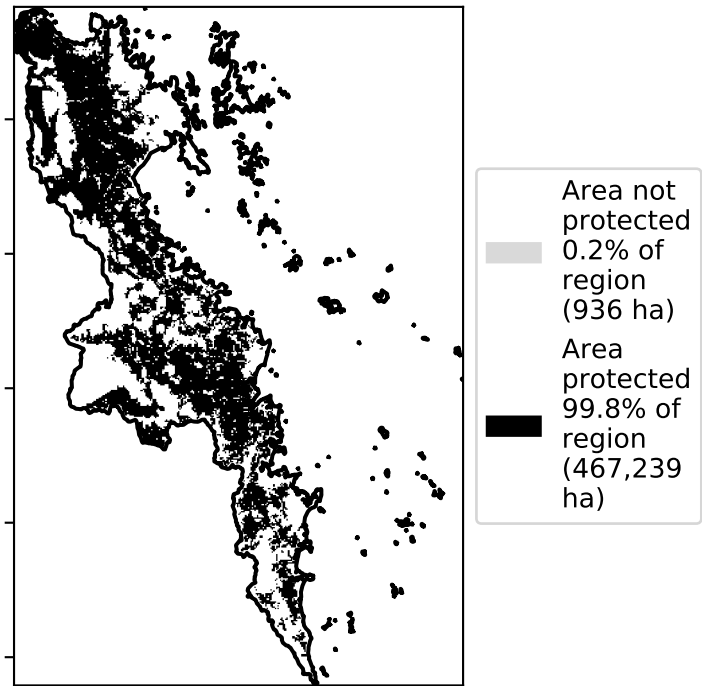 Area not
protected
0.2% of
region
(936 ha)
Area
protected
99.8% of
region
(467,239
ha)